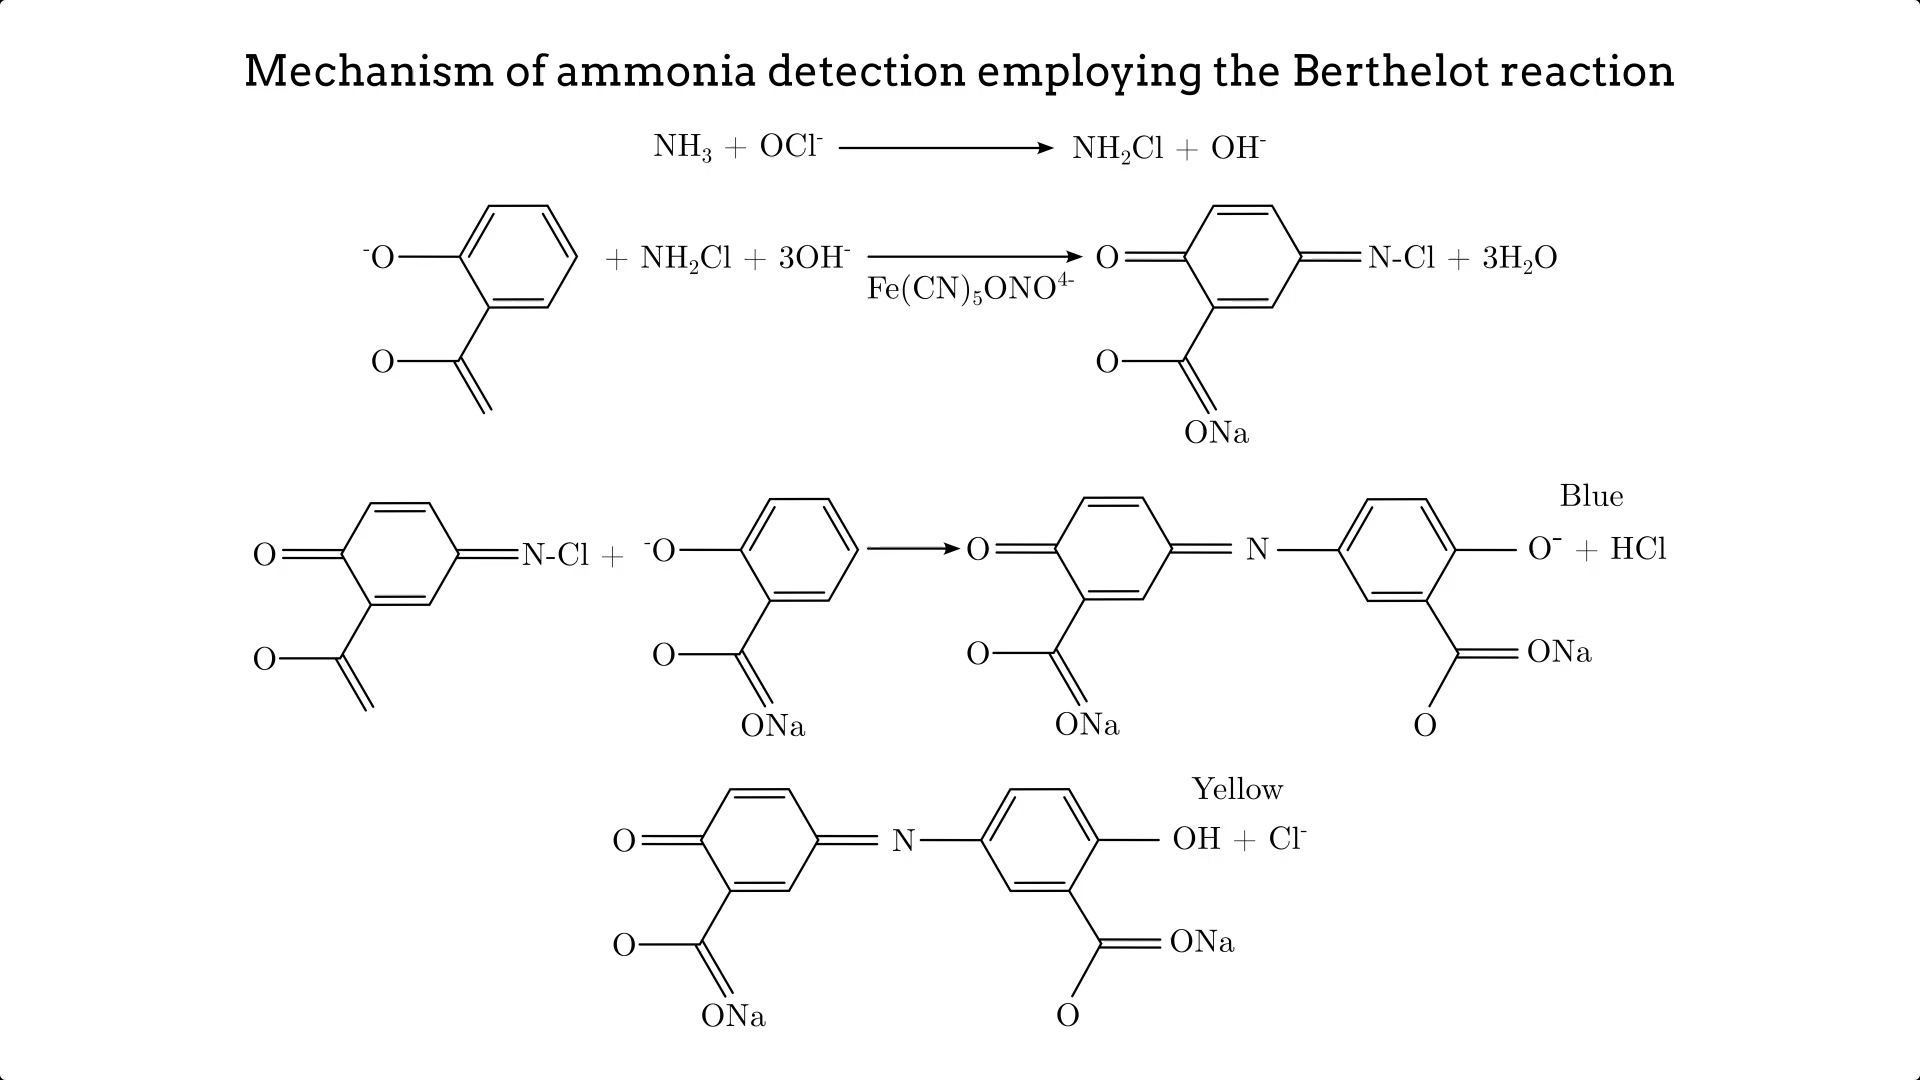 Mechanism of ammonia detection employing the Berthelot reaction
NH₃ + OCl⁻ NH₂Cl + OH⁻
⁻O + NH₂Cl + 3OH⁻ O N-Cl + 3H₂O
Fe(CN)₅ONO⁴⁻
O O
ONa
Blue
O N-Cl + ⁻O O N O⁻ + HCl
O O O ONa
ONa ONa O
Yellow
O N OH + Cl⁻
O ONa
ONa O